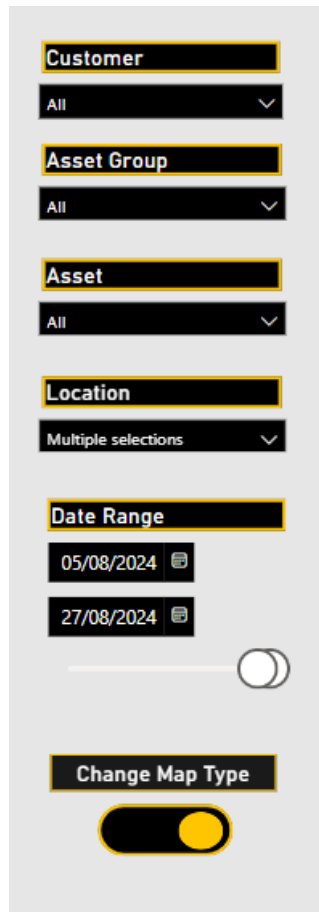 Customer
All
Asset Group
All
Asset
All
Location
Multiple selections
Date Range
05/08/2024
27/08/2024
Change Map Type